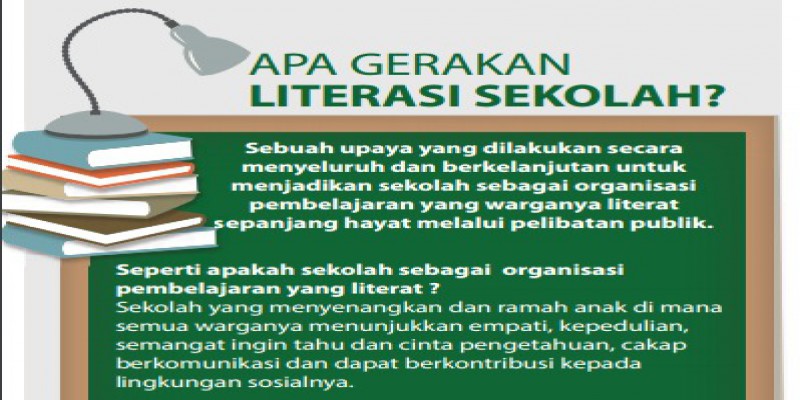 APA GERAKAN
LITERASI SEKOLAH?
Sebuah upaya yang dilakukan secara
menyeluruh dan berkelanjutan untuk
menjadikan sekolah sebagai organisasi
pembelajaran yang warganya literat
sepanjang hayat melalui pelibatan publik.
Seperti apakah sekolah sebagai organisasi
pembelajaran yang literat ?
Sekolah yang menyenangkan dan ramah anak di mana
semua warganya menunjukkan empati, kepedulian,
semangat ingin tahu dan cinta pengetahuan, cakap
berkomunikasi dan dapat berkontribusi kepada
lingkungan sosialnya.